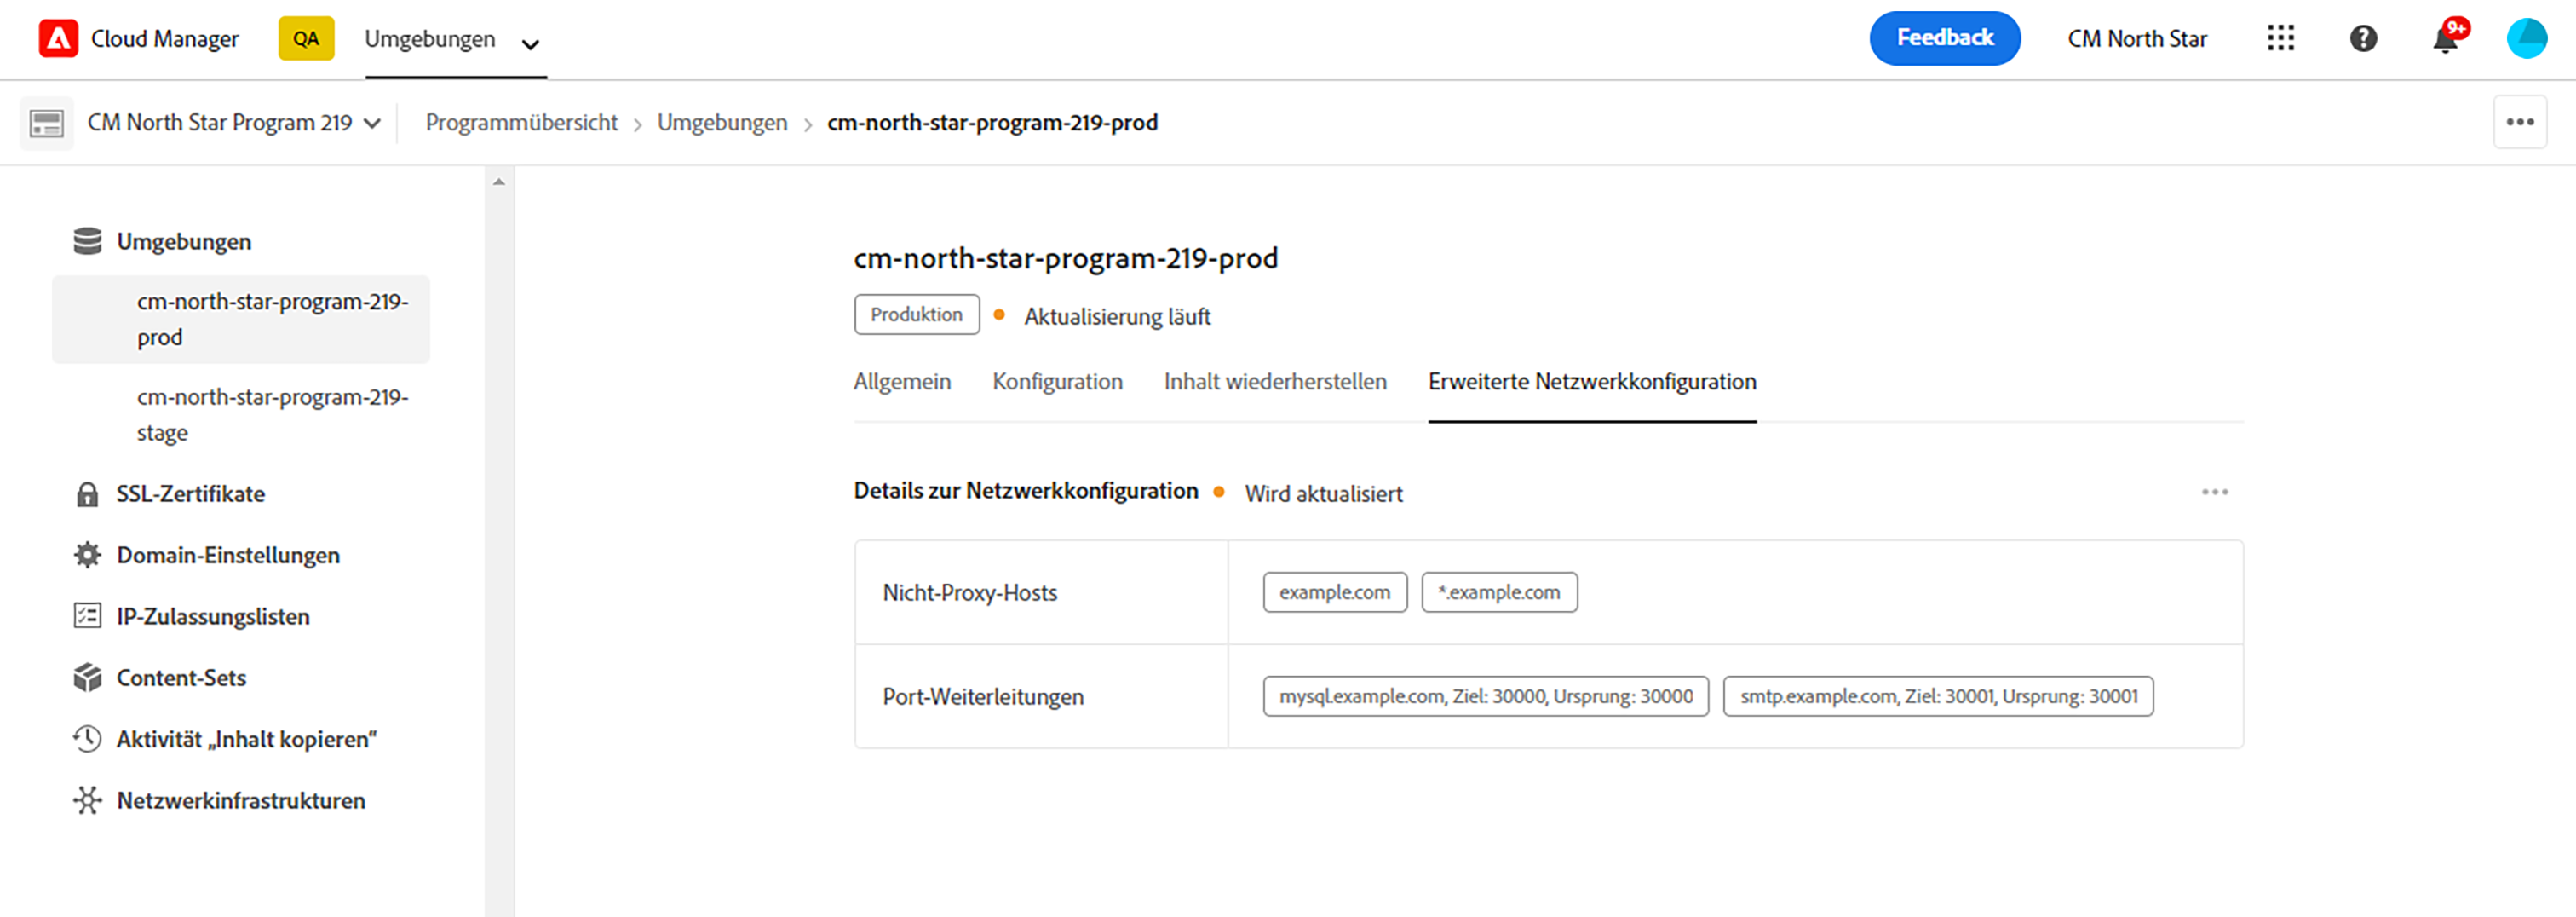 Cloud Manager QA Umgebungen Feedback CM North Star 9+
CM North Star Program 219 Programmübersicht Umgebungen cm-north-star-program-219-prod
Umgebungen
cm-north-star-program-219-
prod
cm-north-star-program-219-
stage
SSL-Zertifikate
Domain-Einstellungen
IP-Zulassungslisten
Content-Sets
Aktivität „Inhalt kopieren“
Netzwerkinfrastrukturen
cm-north-star-program-219-prod
Produktion Aktualisierung läuft
Allgemein Konfiguration Inhalt wiederherstellen Erweiterte Netzwerkkonfiguration
Details zur Netzwerkkonfiguration Wird aktualisiert
Nicht-Proxy-Hosts example.com *.example.com
Port-Weiterleitungen mysql.example.com, Ziel: 30000, Ursprung: 30000 smtp.example.com, Ziel: 30001, Ursprung: 30001